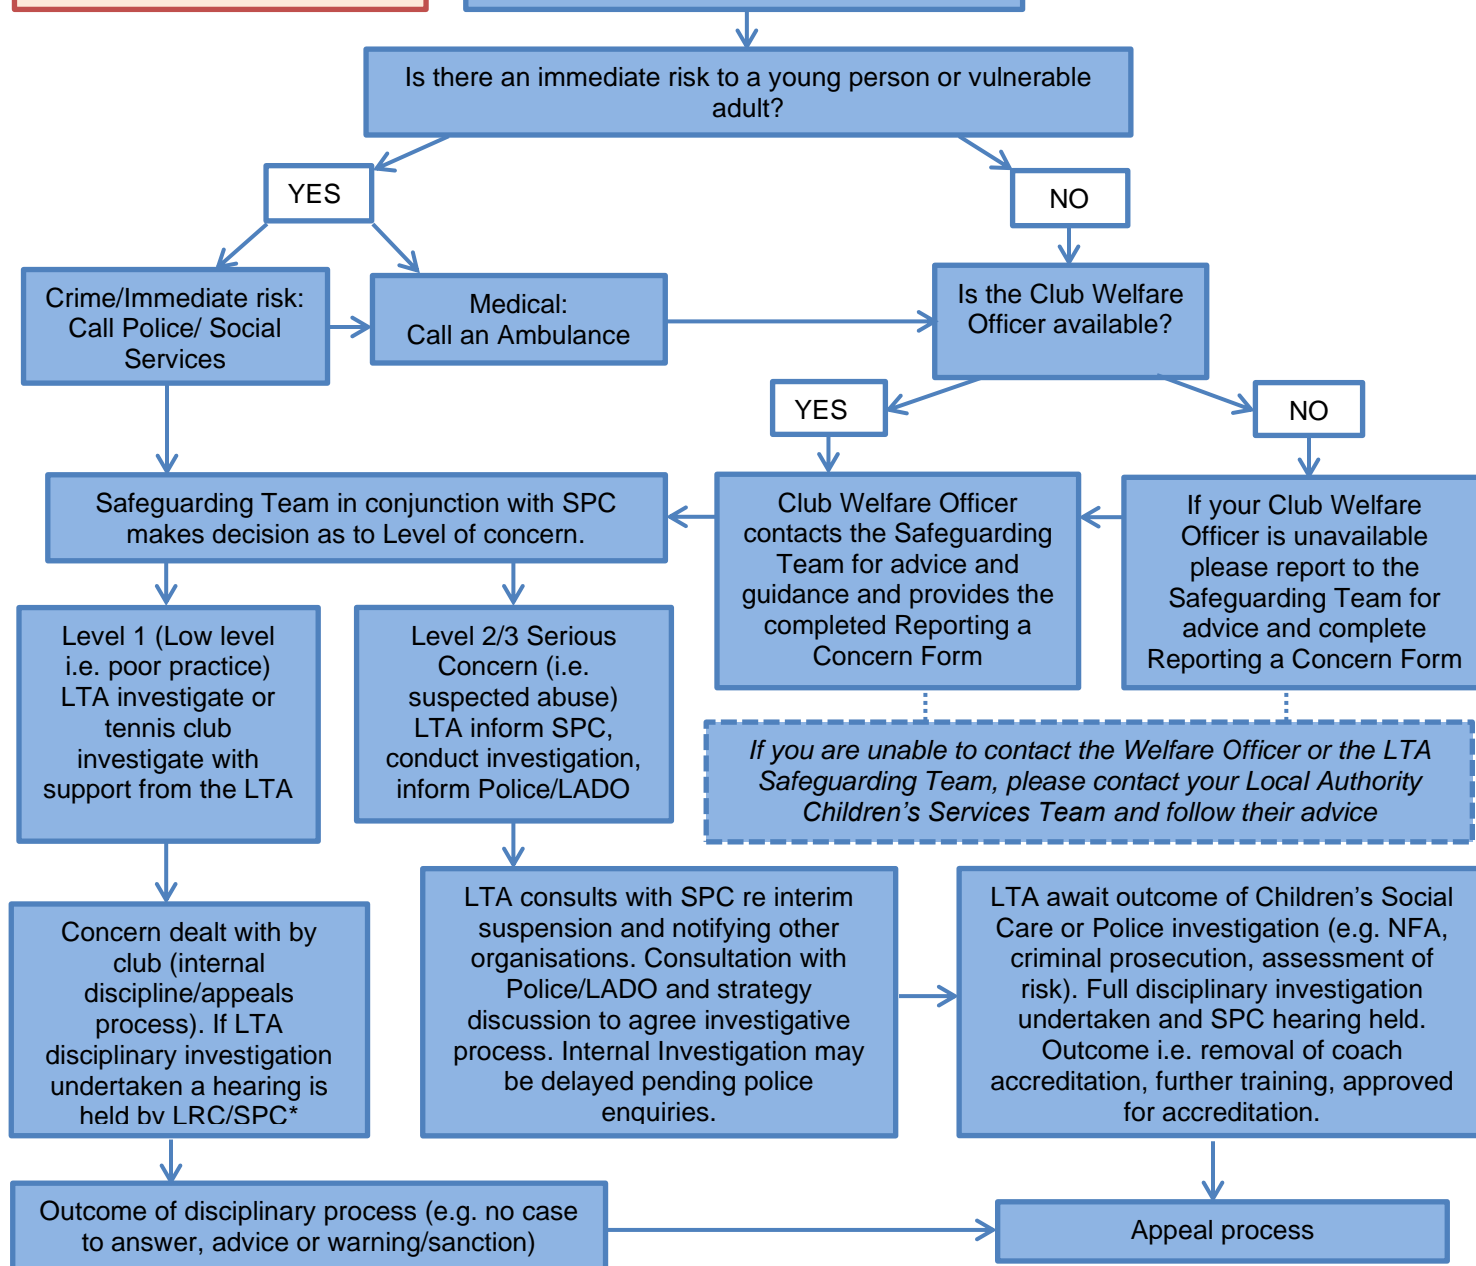 Is there an immediate risk to a young person or vulnerable
adult?
YES
NO
Crime/Immediate risk:
Call Police/ Social
Services
Medical:
Call an Ambulance
Is the Club Welfare
Officer available?
YES
NO
Safeguarding Team in conjunction with SPC
makes decision as to Level of concern.
Club Welfare Officer
contacts the Safeguarding
Team for advice and
guidance and provides the
completed Reporting a
Concern Form
If your Club Welfare
Officer is unavailable
please report to the
Safeguarding Team for
advice and complete
Reporting a Concern Form
Level 1 (Low level
i.e. poor practice)
LTA investigate or
tennis club
investigate with
support from the LTA
Level 2/3 Serious
Concern (i.e.
suspected abuse)
LTA inform SPC,
conduct investigation,
inform Police/LADO
If you are unable to contact the Welfare Officer or the LTA
Safeguarding Team, please contact your Local Authority
Children’s Services Team and follow their advice
Concern dealt with by
club (internal
discipline/appeals
process). If LTA
disciplinary investigation
undertaken a hearing is
held by LRC/SPC*
LTA consults with SPC re interim
suspension and notifying other
organisations. Consultation with
Police/LADO and strategy
discussion to agree investigative
process. Internal Investigation may
be delayed pending police
enquiries.
LTA await outcome of Children’s Social
Care or Police investigation (e.g. NFA,
criminal prosecution, assessment of
risk). Full disciplinary investigation
undertaken and SPC hearing held.
Outcome i.e. removal of coach
accreditation, further training, approved
for accreditation.
Outcome of disciplinary process (e.g. no case
to answer, advice or warning/sanction)
Appeal process